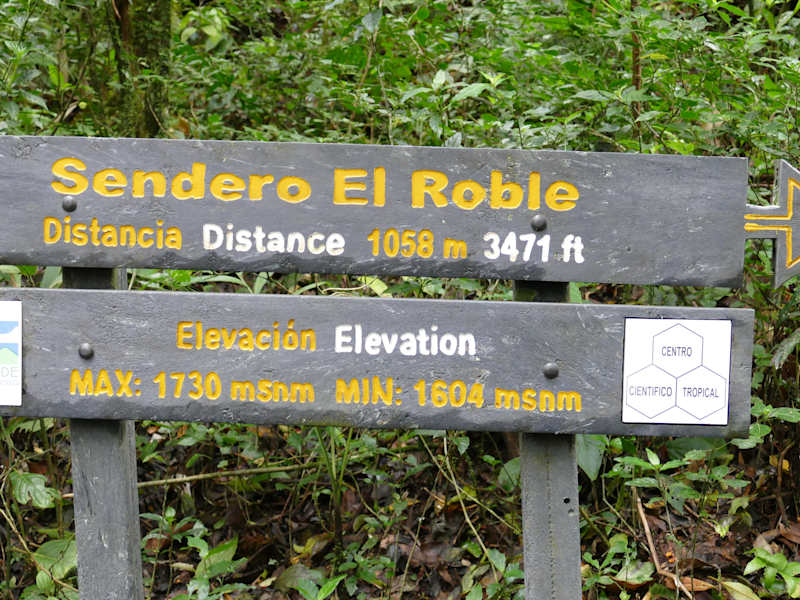 Sendero El Roble
Distancia Distance 1058 m 3471 ft
Elevación Elevation
MAX: 1730 msnm MIN: 1604 msnm
CENTRO
CIENTIFICO TROPICAL
DE